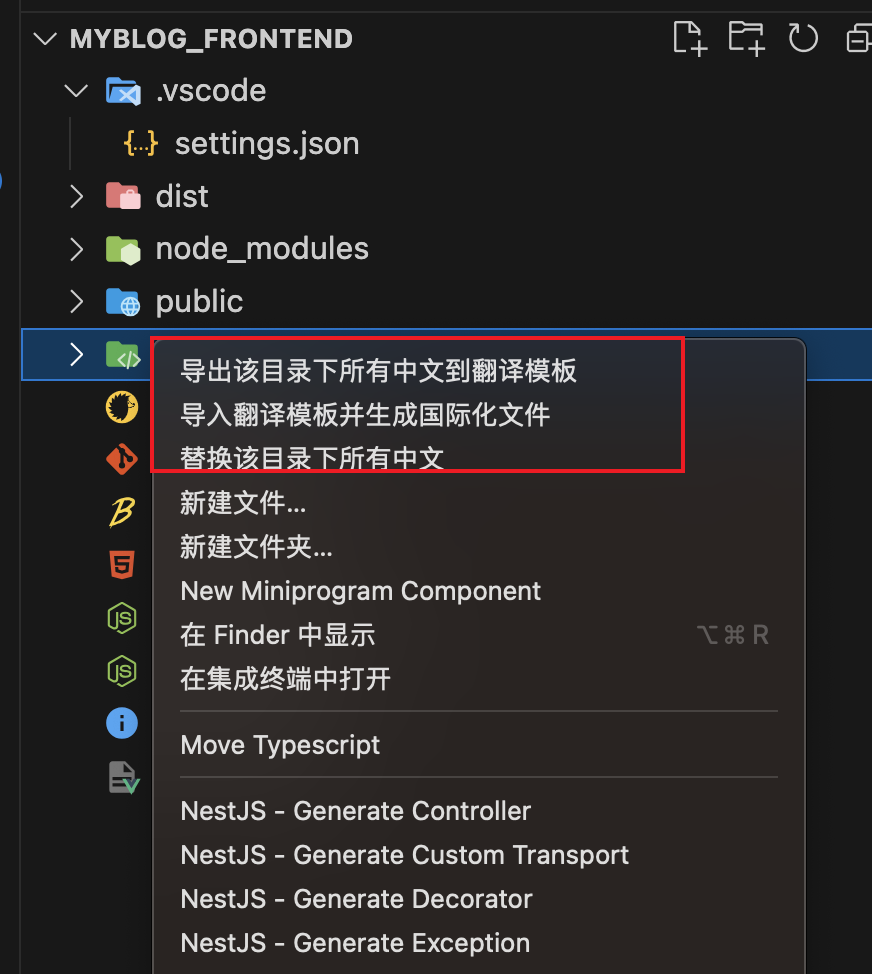 MYBLOG_FRONTEND
.vscode
{...} settings.json
dist
node_modules
public
导出该目录下所有中文到翻译模板
导入翻译模板并生成国际化文件
替换该目录下所有中文
新建文件...
新建文件夹...
New Miniprogram Component
在 Finder 中显示 ⌥⌘R
在集成终端中打开
Move Typescript
NestJS - Generate Controller
NestJS - Generate Custom Transport
NestJS - Generate Decorator
NestJS - Generate Exception